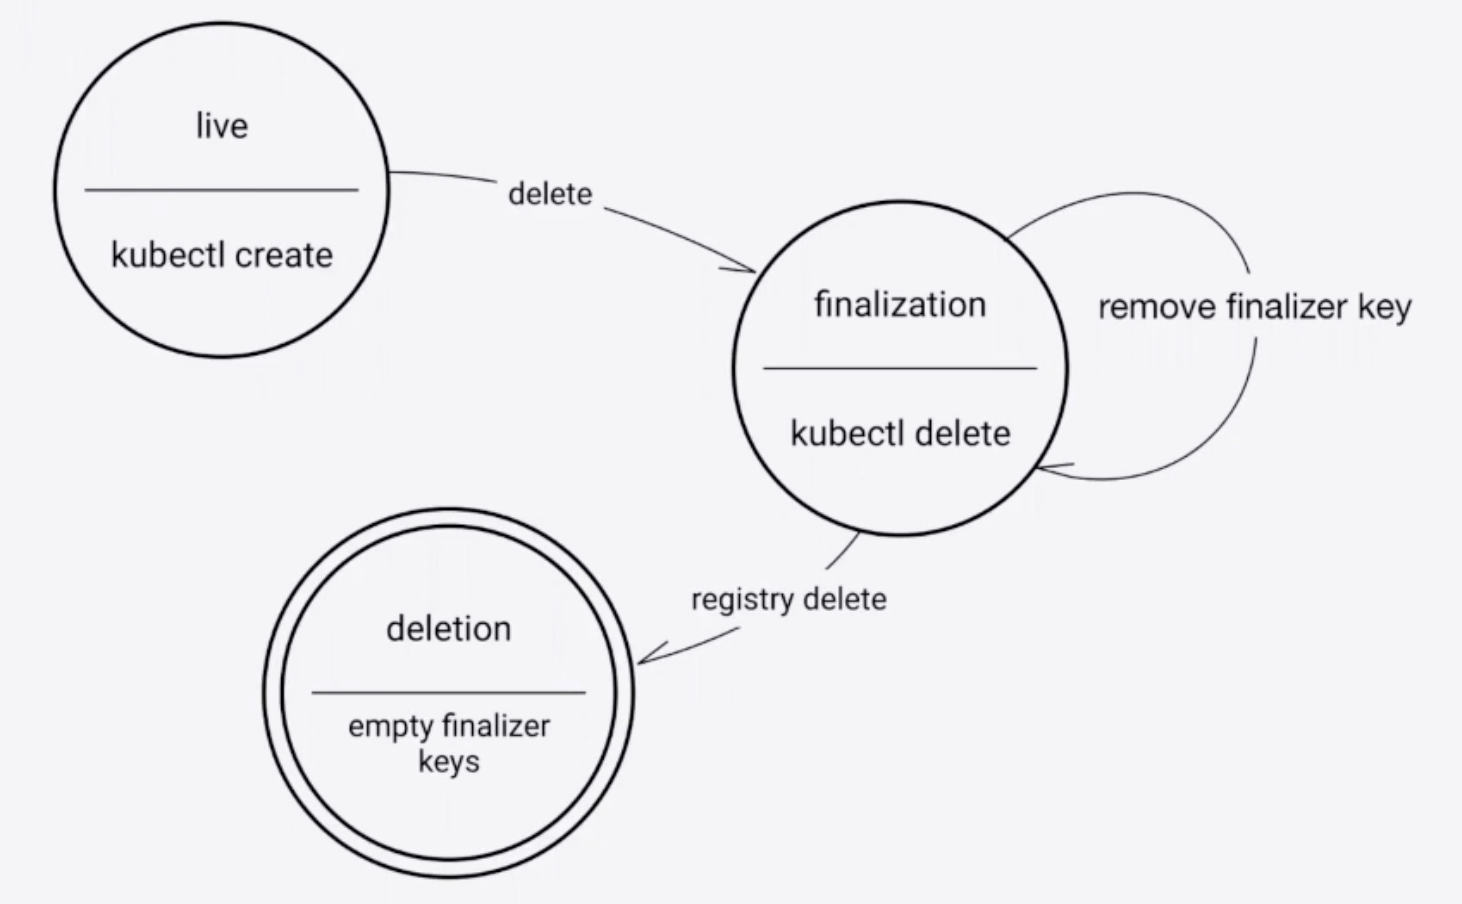 live
kubectl create
delete
finalization
kubectl delete
remove finalizer key
registry delete
deletion
empty finalizer
keys